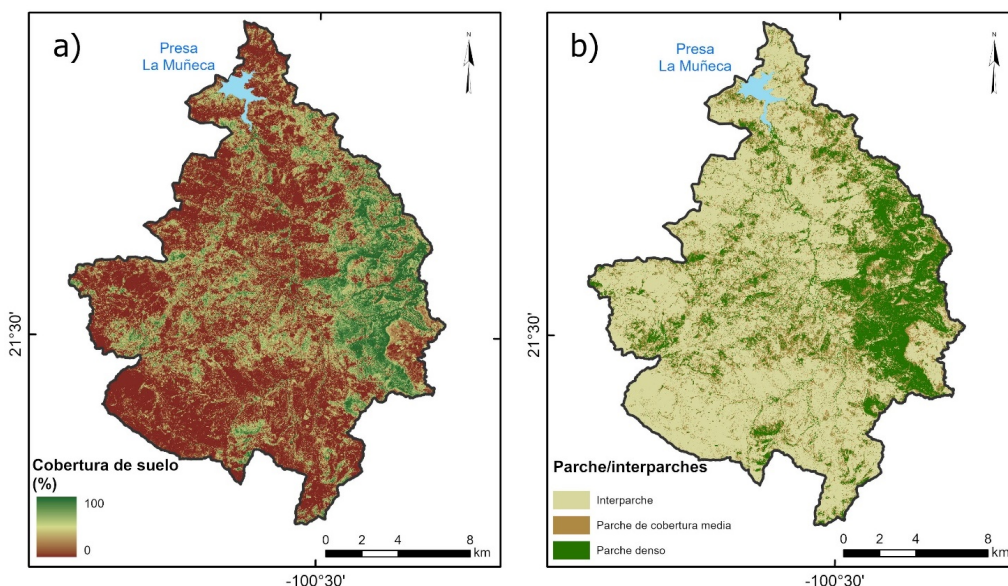 a)
Presa
La Muñeca
N
21°30'
Cobertura de suelo
(%)
100
0
0 2 4 8
km
-100°30'
b)
Presa
La Muñeca
N
21°30'
Parche/interparches
Interparche
Parche de cobertura media
Parche denso
0 2 4 8
km
-100°30'